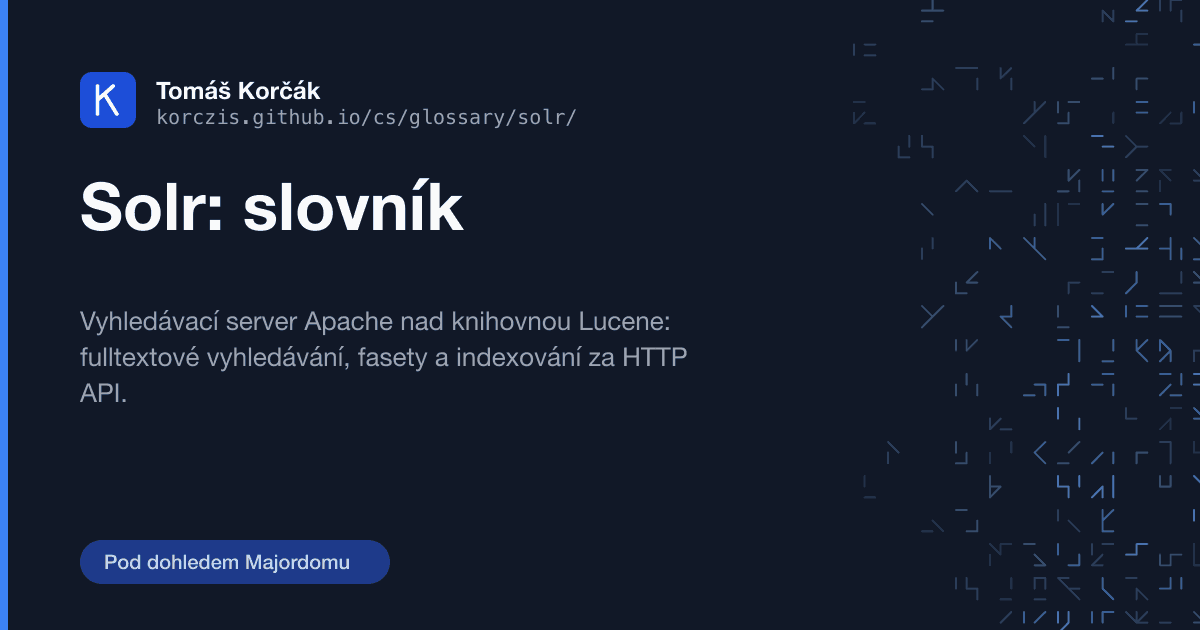 Tomáš Korčák
korczis.github.io/cs/glossary/solr/
Solr: slovník
Vyhledávací server Apache nad knihovnou Lucene:
fulltextové vyhledávání, fasety a indexování za HTTP
API.
Pod dohledem Majordomu